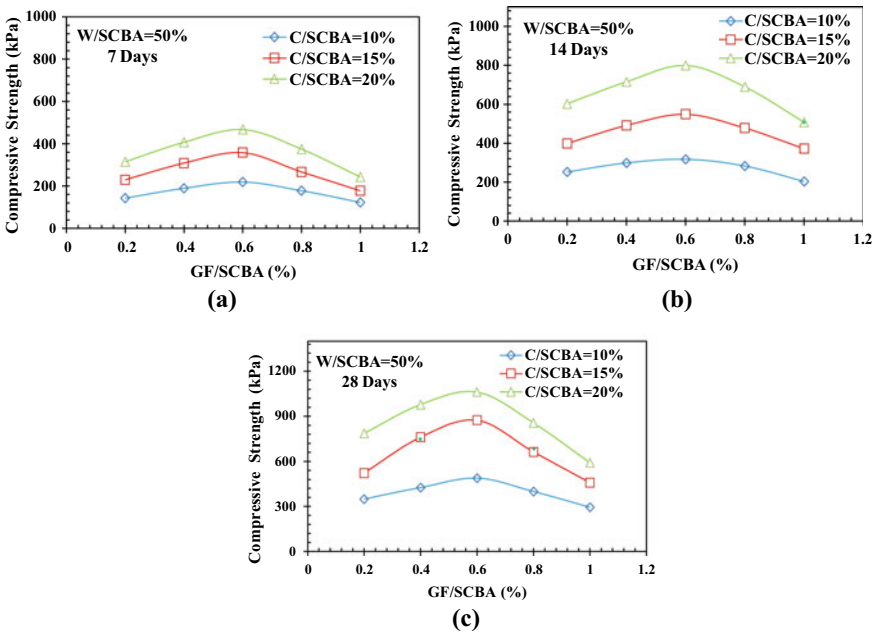 W/SCBA=50%
7 Days
C/SCBA=10%
C/SCBA=15%
C/SCBA=20%
Compressive Strength (kPa)
1000
800
600
400
200
0
0 0.2 0.4 0.6 0.8 1 1.2
GF/SCBA (%)
(a)
W/SCBA=50%
14 Days
C/SCBA=10%
C/SCBA=15%
C/SCBA=20%
Compressive Strength (kPa)
1000
800
600
400
200
0
0 0.2 0.4 0.6 0.8 1 1.2
GF/SCBA (%)
(b)
W/SCBA=50%
28 Days
C/SCBA=10%
C/SCBA=15%
C/SCBA=20%
Compressive Strength (kPa)
1200
900
600
300
0
0 0.2 0.4 0.6 0.8 1 1.2
GF/SCBA (%)
(c)